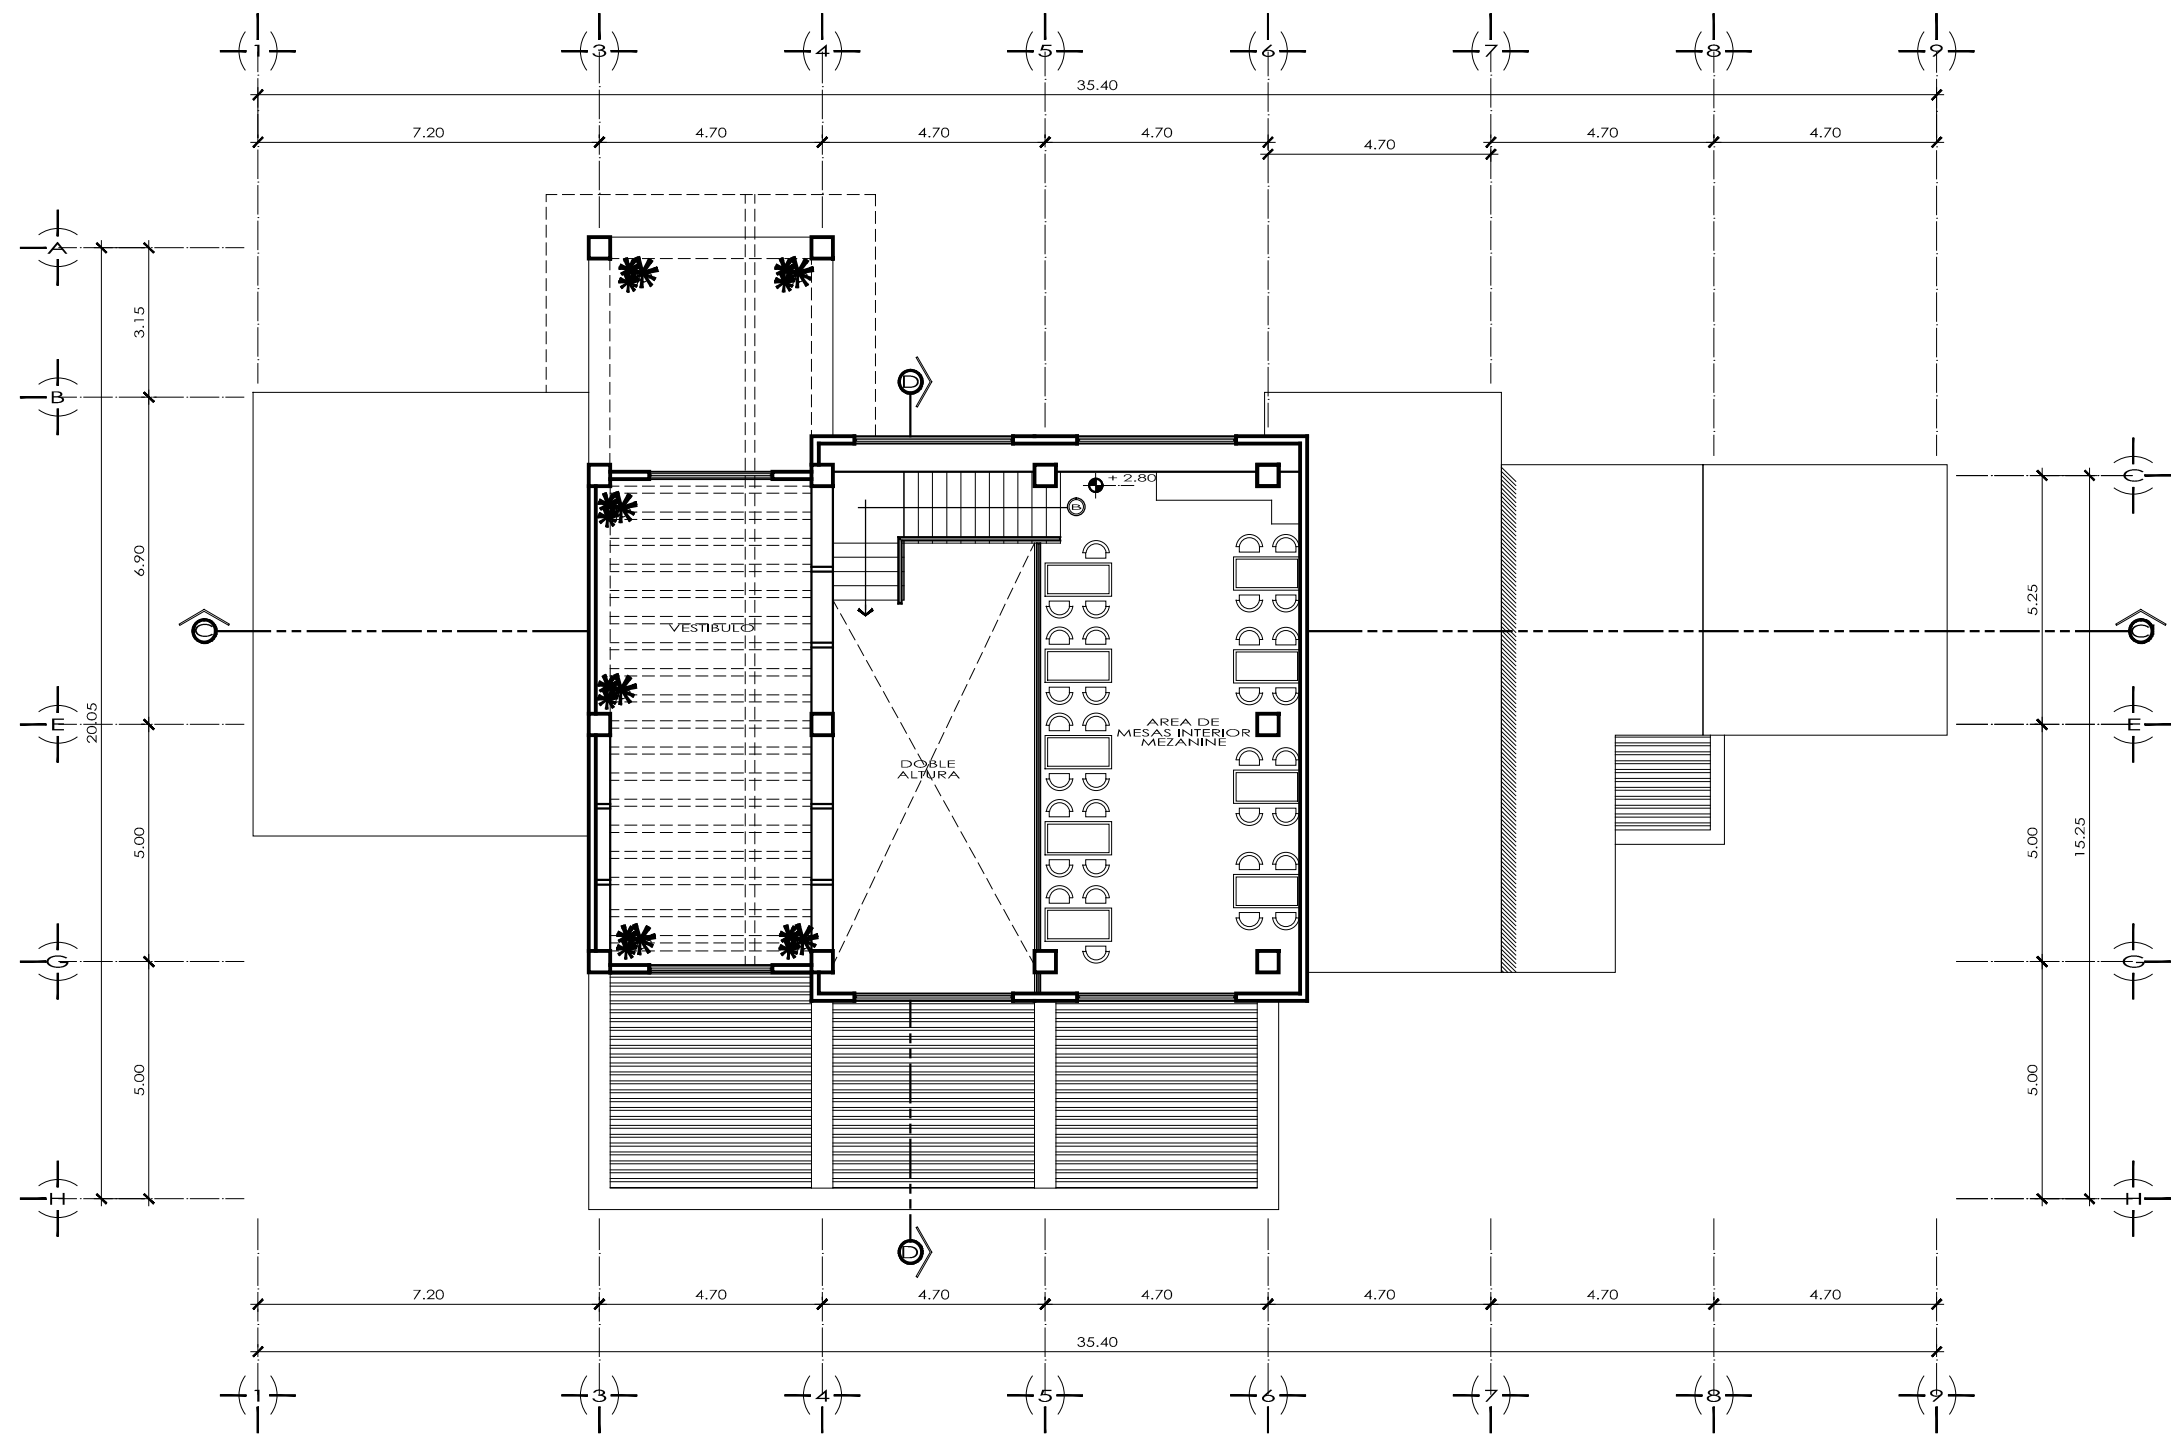 1 3 4 5 6 7 8 9
35.40
7.20 4.70 4.70 4.70 4.70 4.70 4.70
A
3.15
B
D
C C
+ 2.80
B
6.90
5.25
VESTIBULO
C C
20.05
E E
AREA DE
MESAS INTERIOR
MEZANINE
DOBLE
ALTURA
5.00 5.00
15.25
G G
5.00 5.00
H H
D
7.20 4.70 4.70 4.70 4.70 4.70 4.70
35.40
1 3 4 5 6 7 8 9